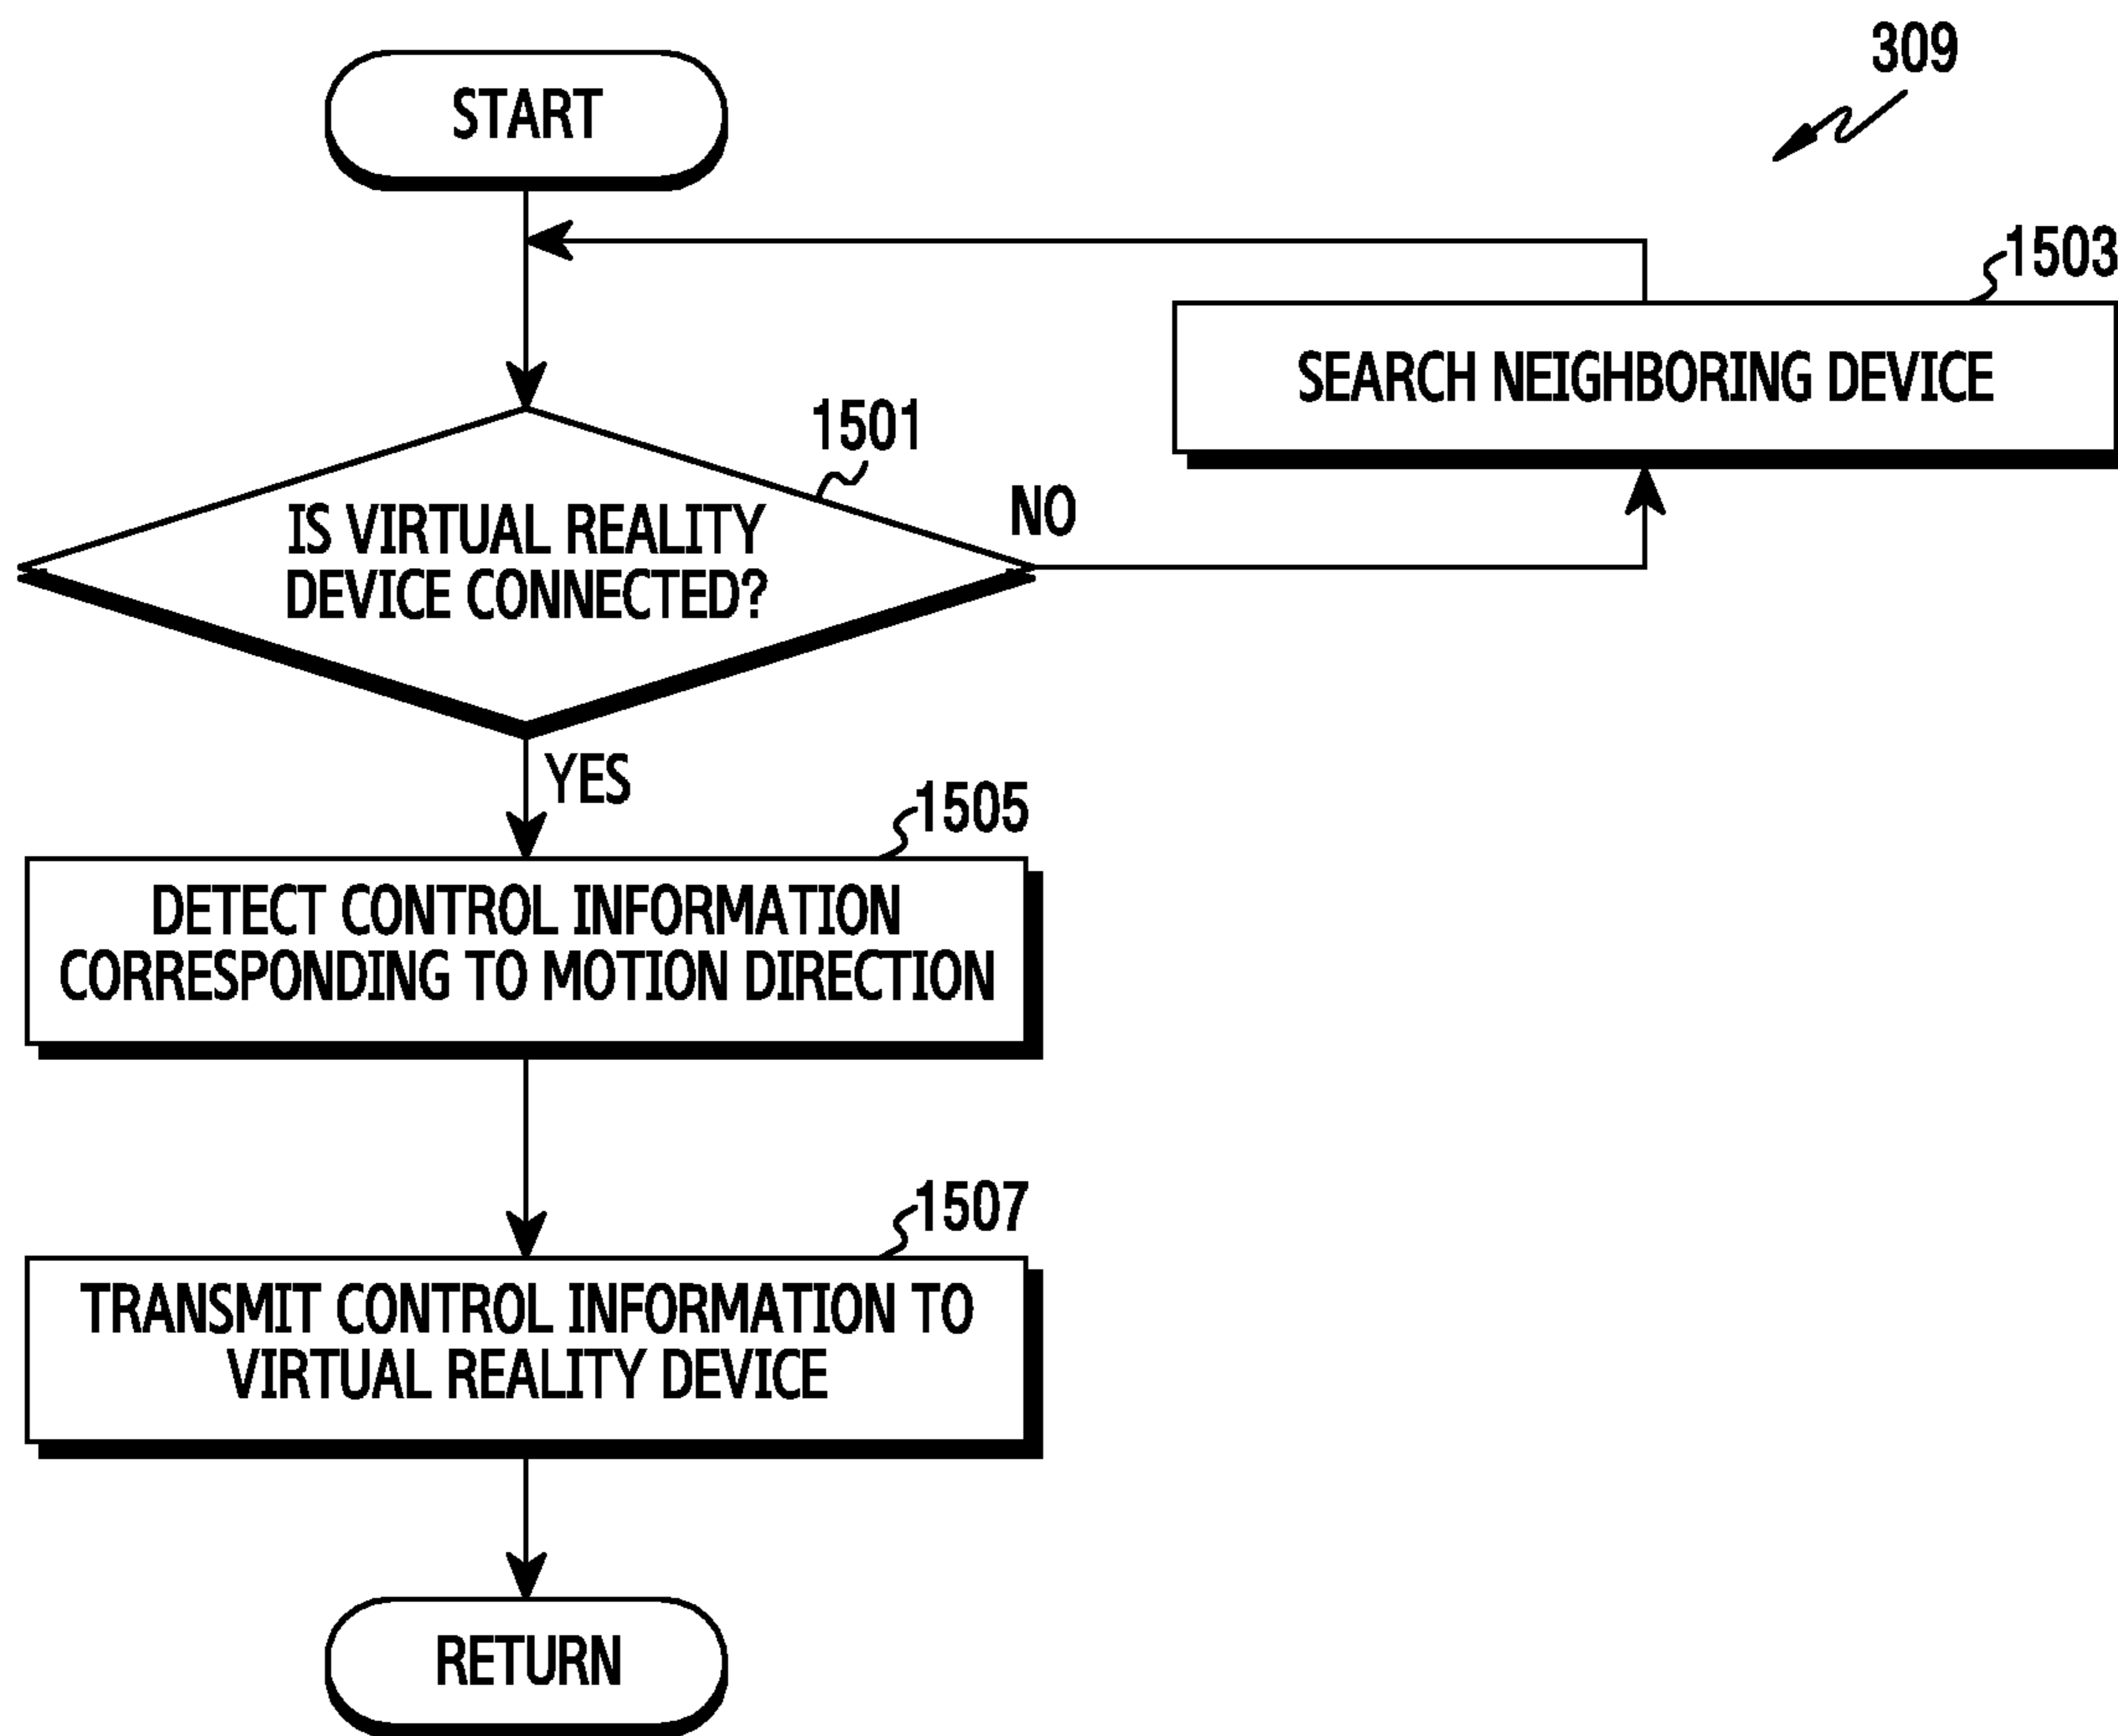 309
START
1503
SEARCH NEIGHBORING DEVICE
1501
IS VIRTUAL REALITY
DEVICE CONNECTED?
NO
YES
1505
DETECT CONTROL INFORMATION
CORRESPONDING TO MOTION DIRECTION
1507
TRANSMIT CONTROL INFORMATION TO
VIRTUAL REALITY DEVICE
RETURN